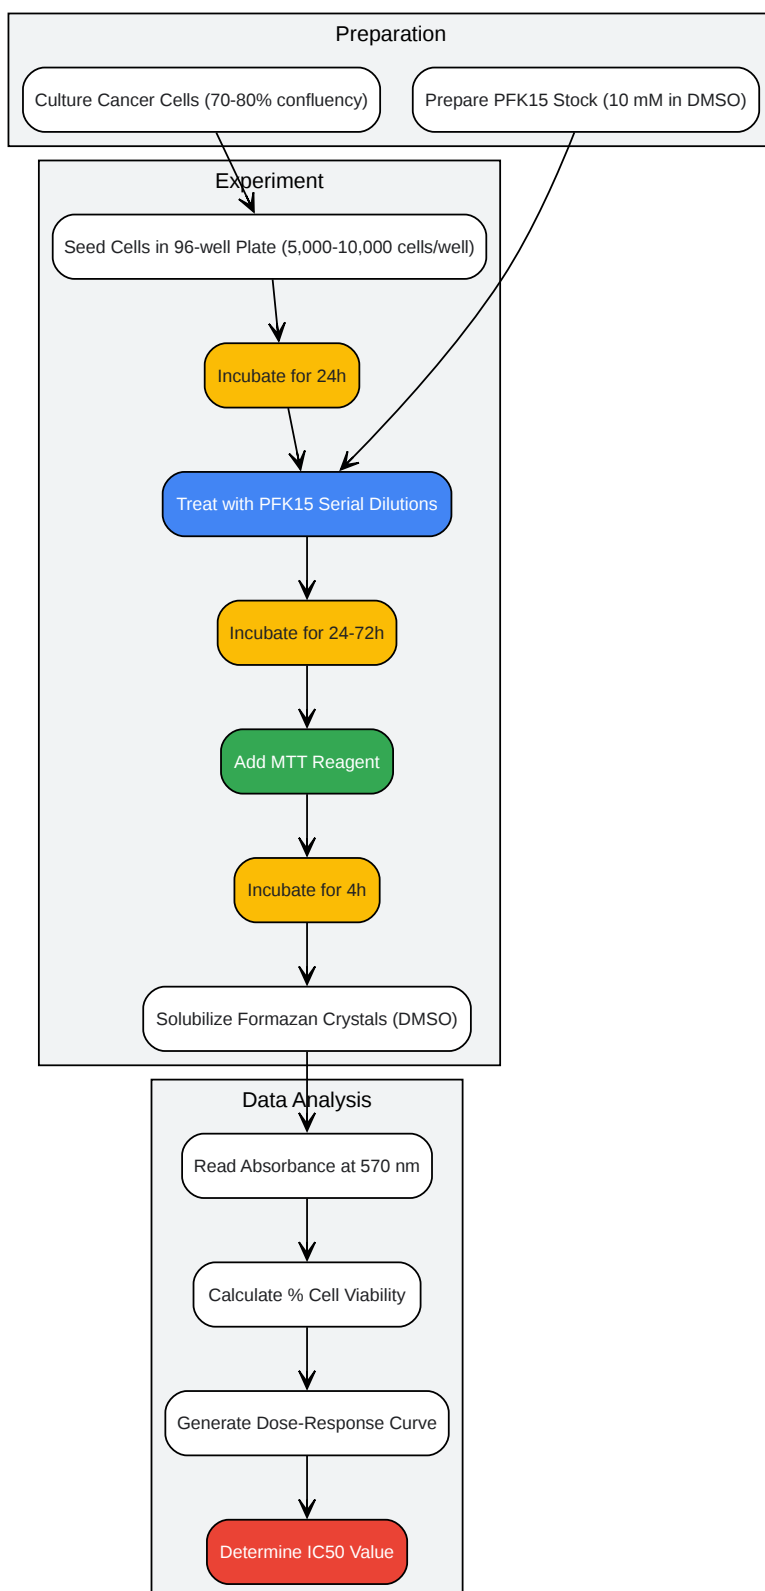 Preparation
Culture Cancer Cells (70-80% confluency)
Prepare PFK15 Stock (10 mM in DMSO)
Experiment
Seed Cells in 96-well Plate (5,000-10,000 cells/well)
Incubate for 24h
Treat with PFK15 Serial Dilutions
Incubate for 24-72h
Add MTT Reagent
Incubate for 4h
Solubilize Formazan Crystals (DMSO)
Data Analysis
Read Absorbance at 570 nm
Calculate % Cell Viability
Generate Dose-Response Curve
Determine IC50 Value